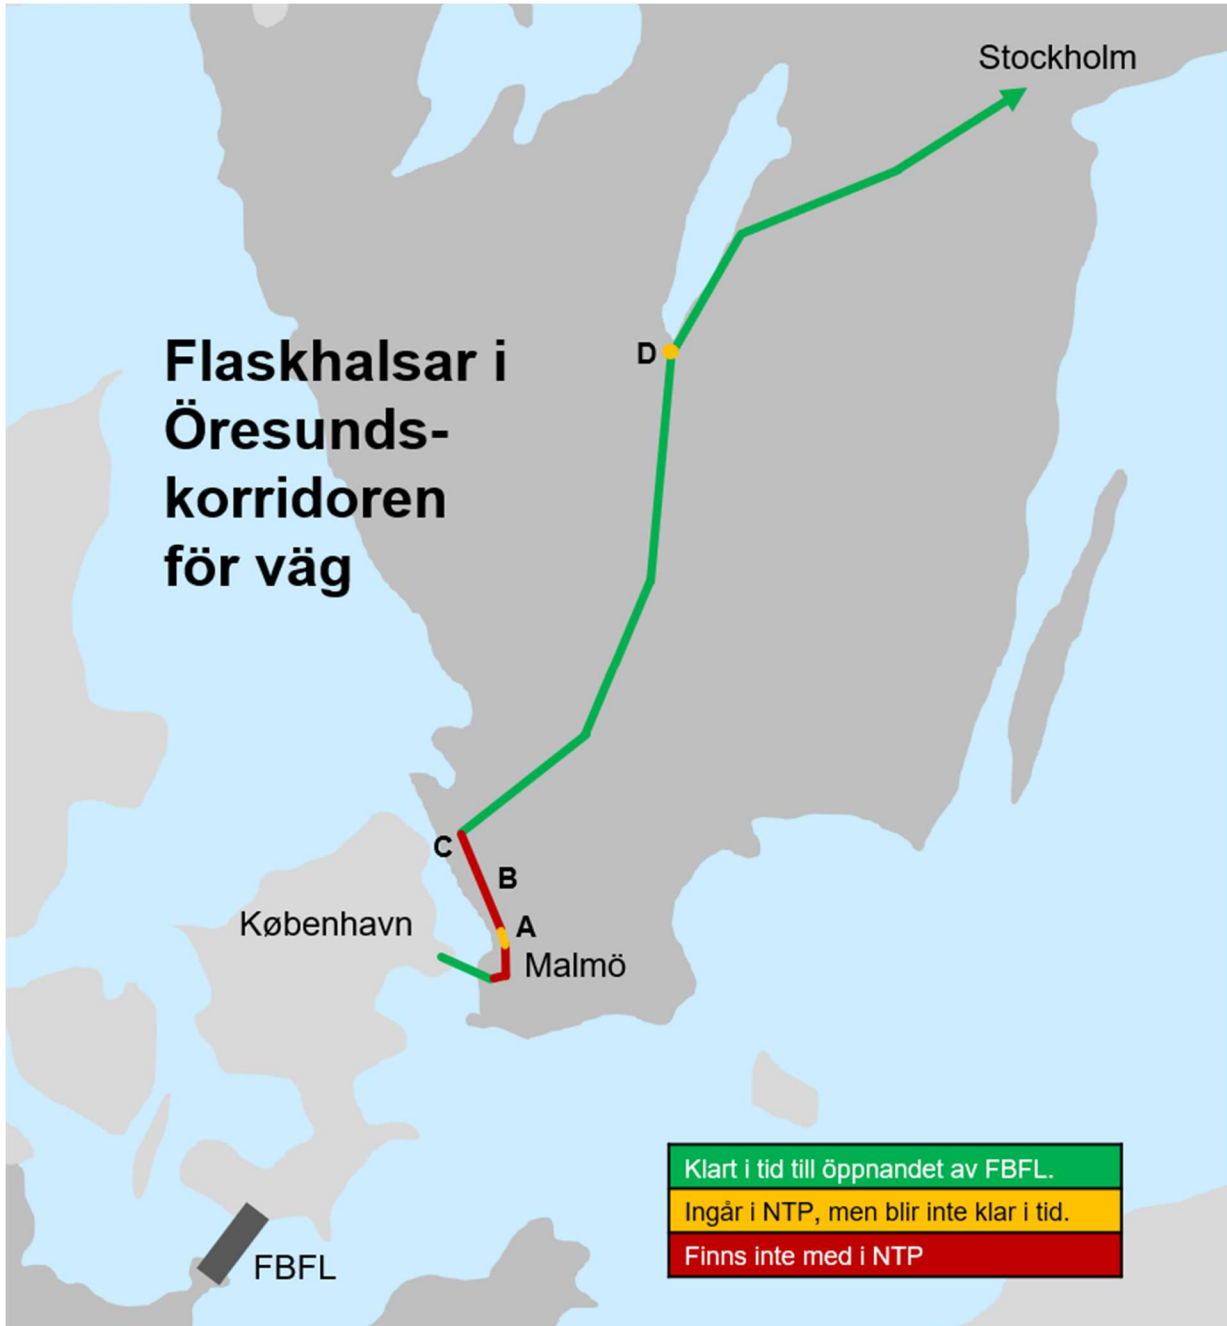 Stockholm
Flaskhalsar i
Öresunds-
korridoren
för väg
D
C
B
A
København
Malmö
FBFL
Klart i tid till öppnandet av FBFL.
Ingår i NTP, men blir inte klar i tid.
Finns inte med i NTP